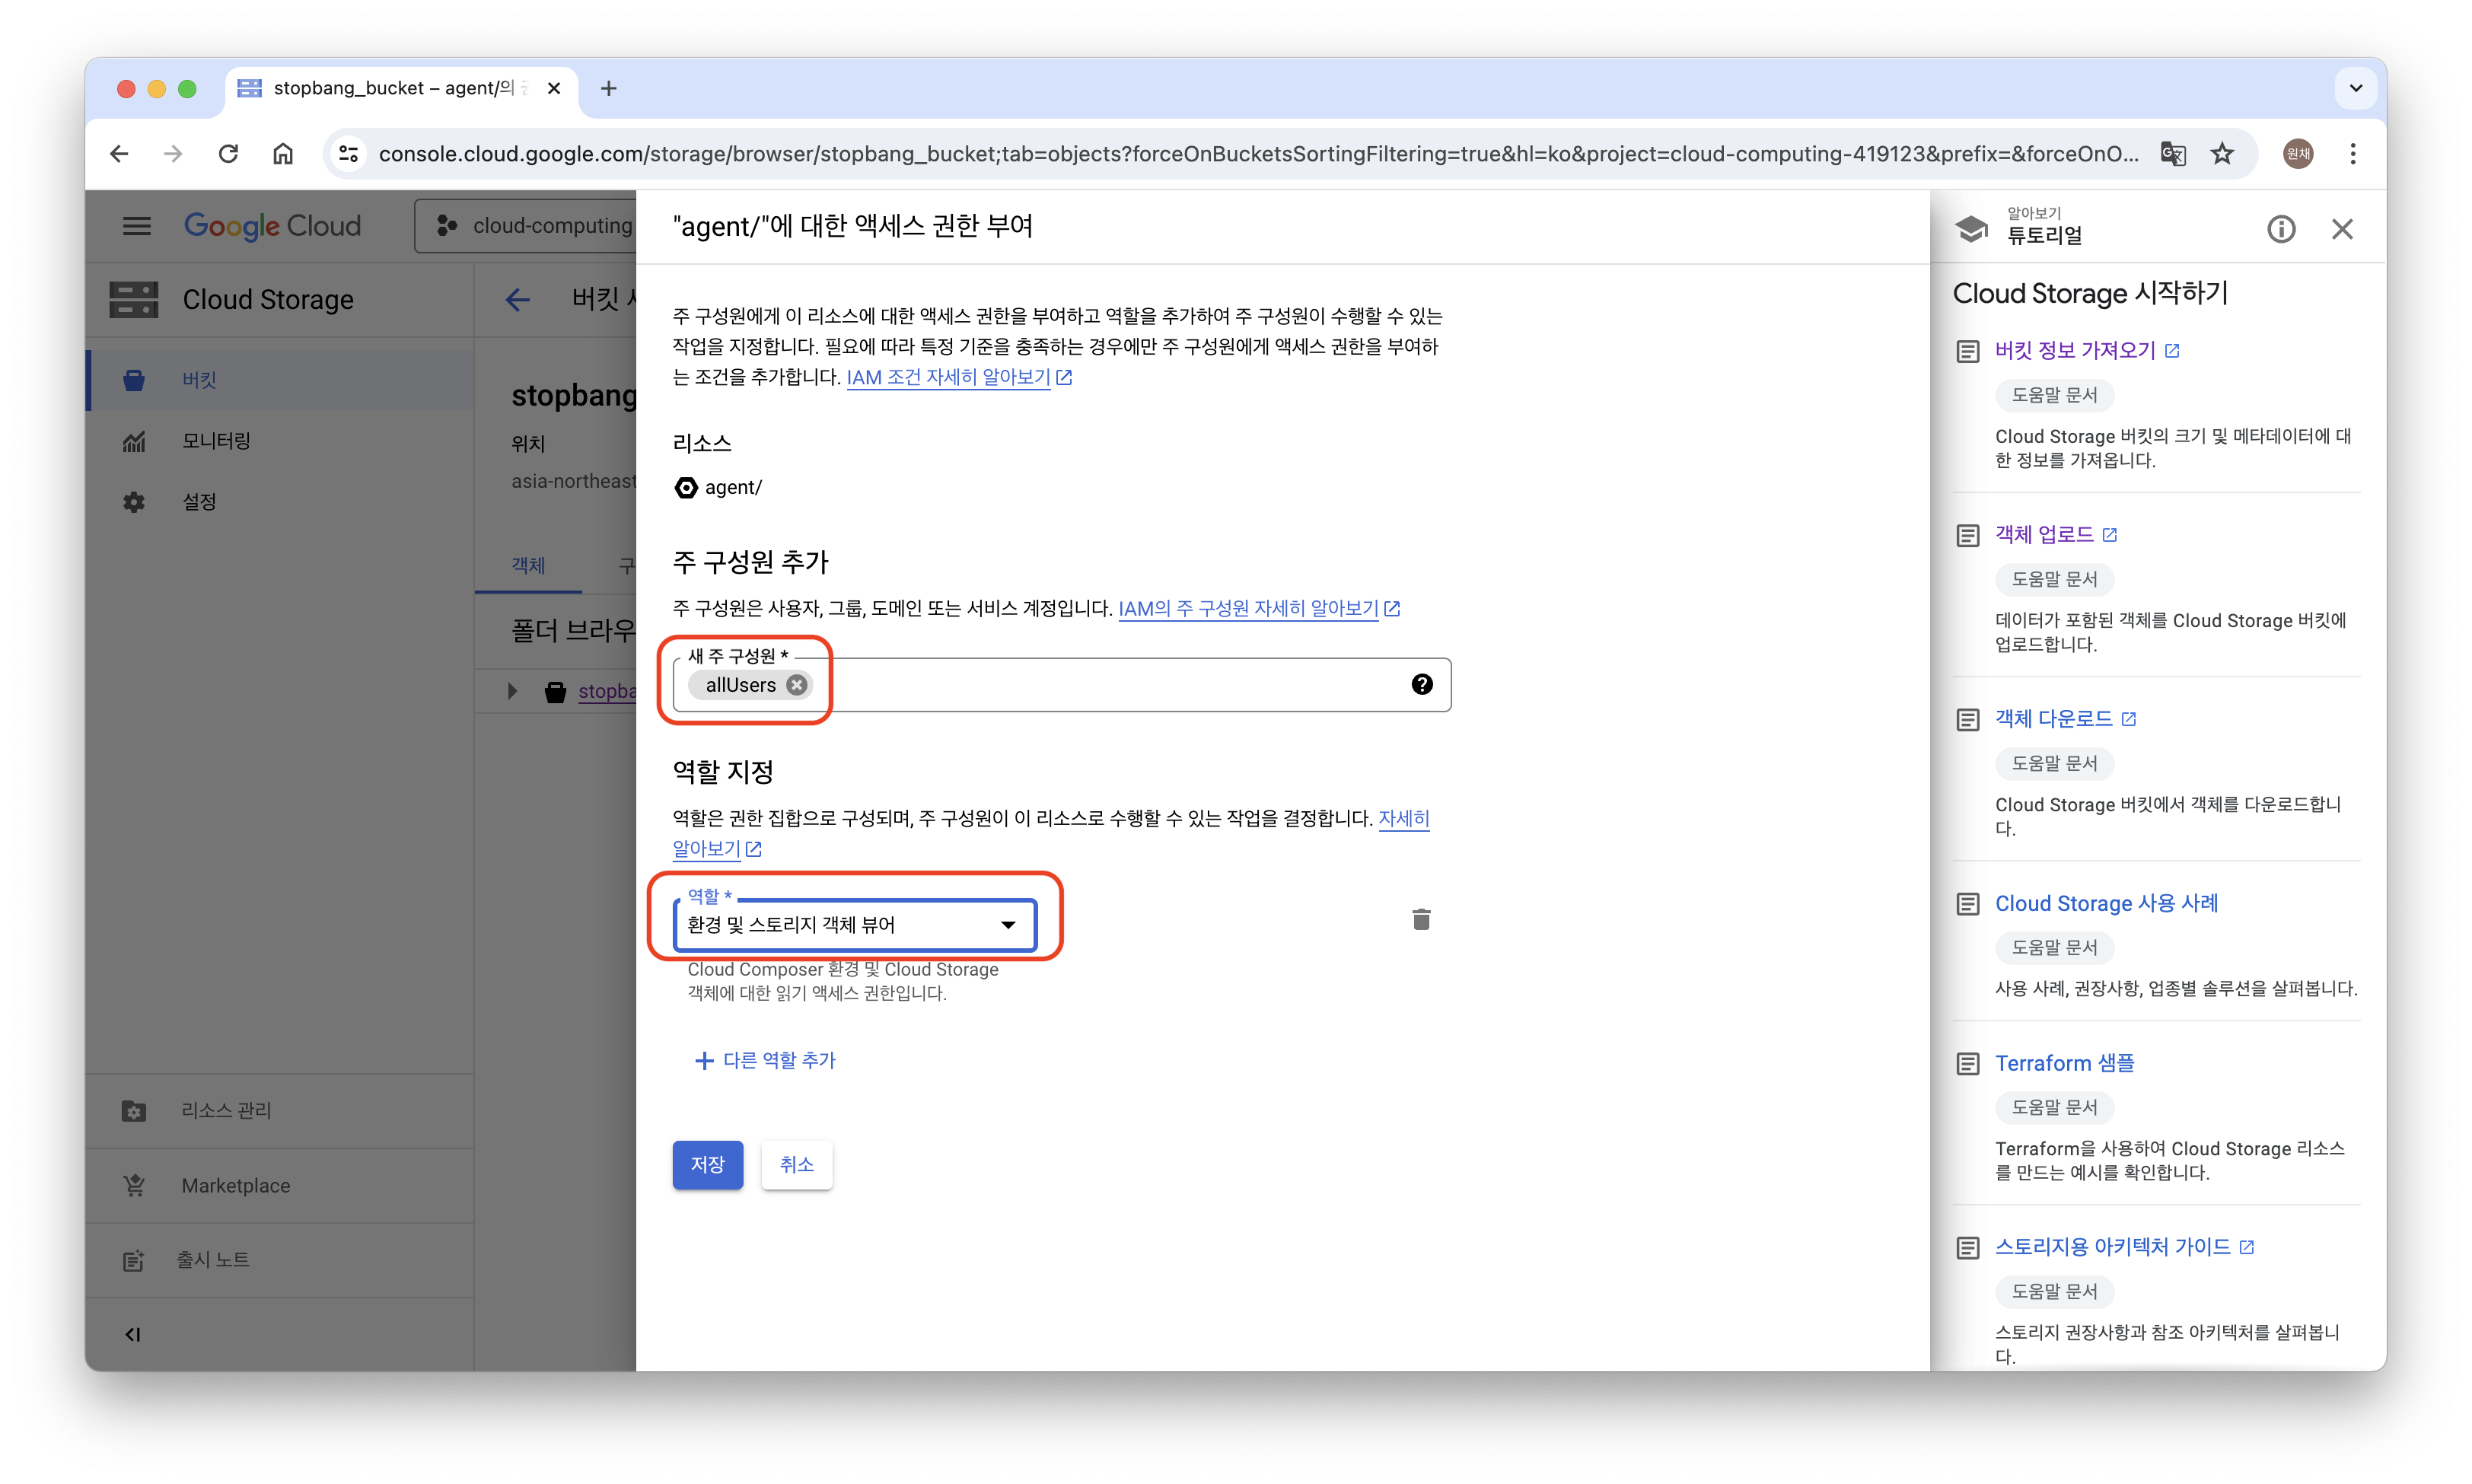 stopbang_bucket – agent/의
console.cloud.google.com/storage/browser/stopbang_bucket;tab=objects?forceOnBucketsSortingFiltering=true&hl=ko&project=cloud-computing-419123&prefix=&forceOnO...
원채
Google Cloud
cloud-computing
Cloud Storage
버킷
모니터링
설정
리소스 관리
Marketplace
출시 노트
버킷
stopbang
위치
asia-northeast
객체
구
폴더 브라우
stopba
"agent/"에 대한 액세스 권한 부여
주 구성원에게 이 리소스에 대한 액세스 권한을 부여하고 역할을 추가하여 주 구성원이 수행할 수 있는
작업을 지정합니다. 필요에 따라 특정 기준을 충족하는 경우에만 주 구성원에게 액세스 권한을 부여하
는 조건을 추가합니다. IAM 조건 자세히 알아보기
리소스
agent/
주 구성원 추가
주 구성원은 사용자, 그룹, 도메인 또는 서비스 계정입니다. IAM의 주 구성원 자세히 알아보기
새 주 구성원 *
allUsers
역할 지정
역할은 권한 집합으로 구성되며, 주 구성원이 이 리소스로 수행할 수 있는 작업을 결정합니다. 자세히
알아보기
역할 *
환경 및 스토리지 객체 뷰어
Cloud Composer 환경 및 Cloud Storage
객체에 대한 읽기 액세스 권한입니다.
다른 역할 추가
저장
취소
알아보기
튜토리얼
Cloud Storage 시작하기
버킷 정보 가져오기
도움말 문서
Cloud Storage 버킷의 크기 및 메타데이터에 대
한 정보를 가져옵니다.
객체 업로드
도움말 문서
데이터가 포함된 객체를 Cloud Storage 버킷에
업로드합니다.
객체 다운로드
도움말 문서
Cloud Storage 버킷에서 객체를 다운로드합니
다.
Cloud Storage 사용 사례
도움말 문서
사용 사례, 권장사항, 업종별 솔루션을 살펴봅니다.
Terraform 샘플
도움말 문서
Terraform을 사용하여 Cloud Storage 리소스
를 만드는 예시를 확인합니다.
스토리지용 아키텍처 가이드
도움말 문서
스토리지 권장사항과 참조 아키텍처를 살펴봅니
다.